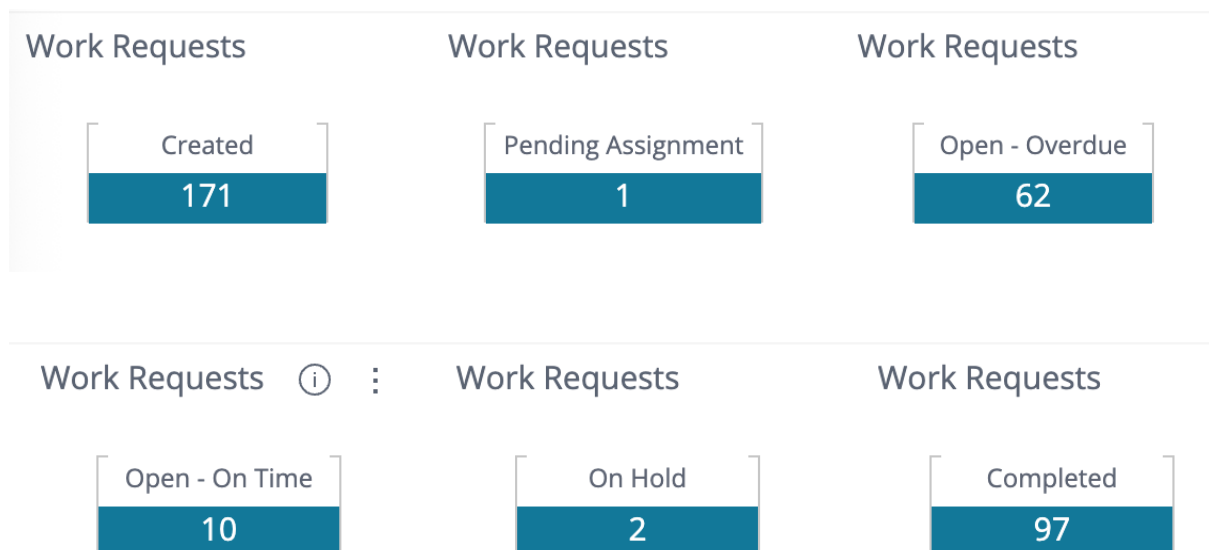 Work Requests Work Requests Work Requests
Created Pending Assignment Open - Overdue
171 1 62
Work Requests Work Requests Work Requests
Open - On Time On Hold Completed
10 2 97